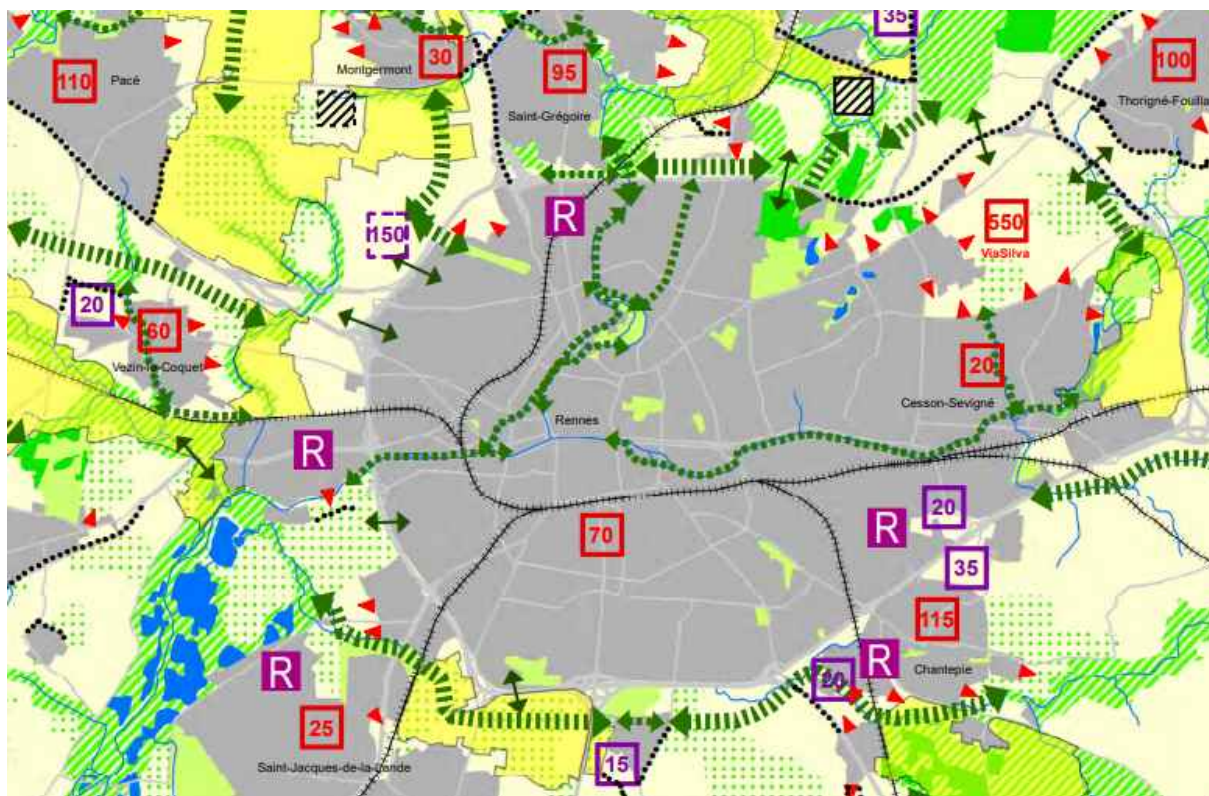 35
30
Montgermont
95
100
110
Pacé
Thorigné-Fouilla
Saint-Grégoire
R
150
550
ViaSilva
20
60
Vezin-le-Coquet
20
Cesson-Sevigné
Rennes
R
20
R
70
35
115
R
Chantepie
R
25
15
Saint-Jacques-de-la-Lande